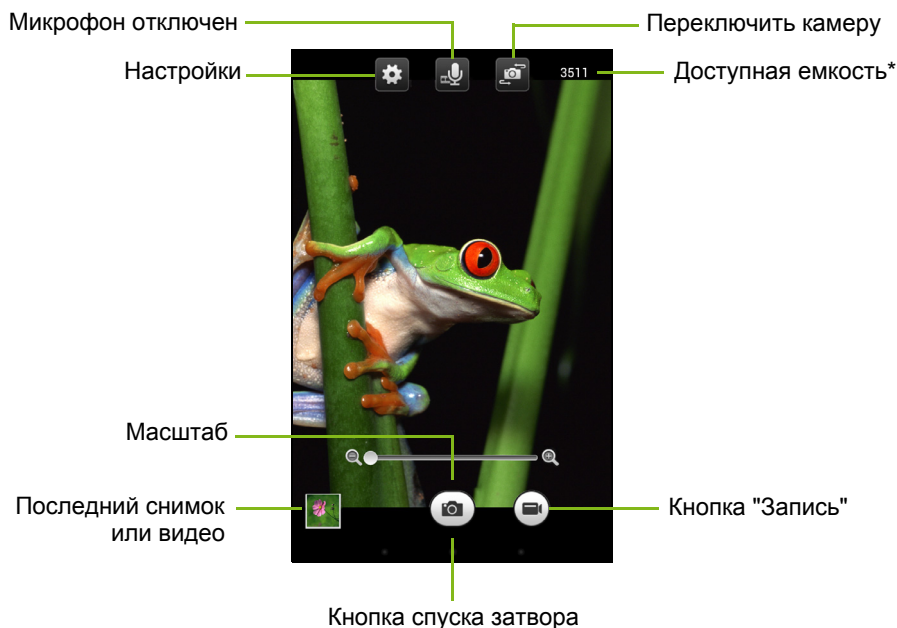 Микрофон отключен
Переключить камеру
Настройки
3511
Доступная емкость*
Масштаб
Последний снимок
или видео
Кнопка "Запись"
Кнопка спуска затвора